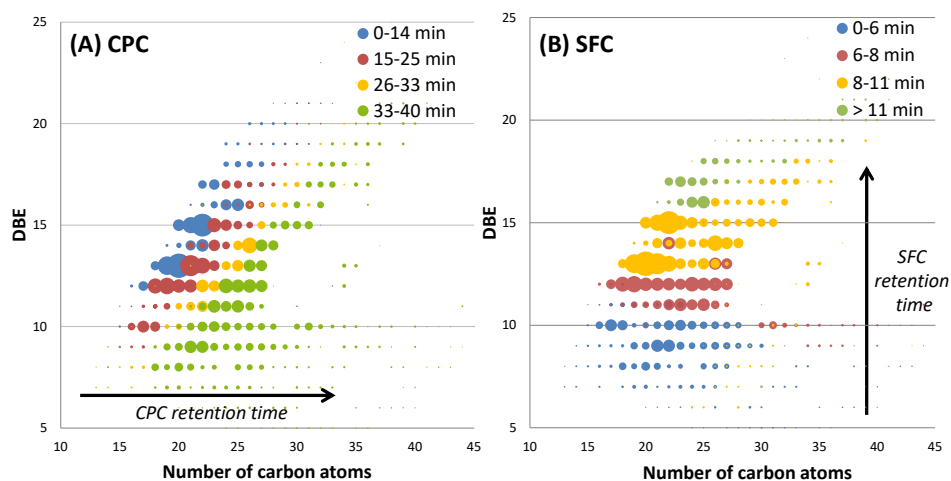 (A) CPC
0-14 min
15-25 min
26-33 min
33-40 min
25
20
15
10
5
DBE
CPC retention time
10 15 20 25 30 35 40 45
Number of carbon atoms
(B) SFC
0-6 min
6-8 min
8-11 min
> 11 min
25
20
15
10
5
DBE
SFC
retention
time
10 15 20 25 30 35 40 45
Number of carbon atoms